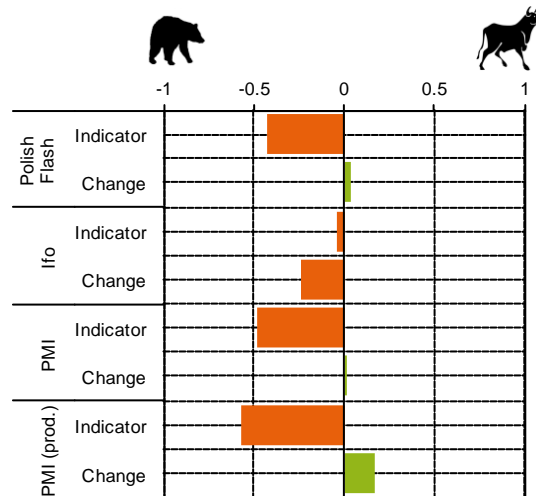 -1 -0.5 0 0.5 1
Polish
Flash
Indicator
Change
Ifo
Indicator
Change
PMI
Indicator
Change
PMI (prod.)
Indicator
Change